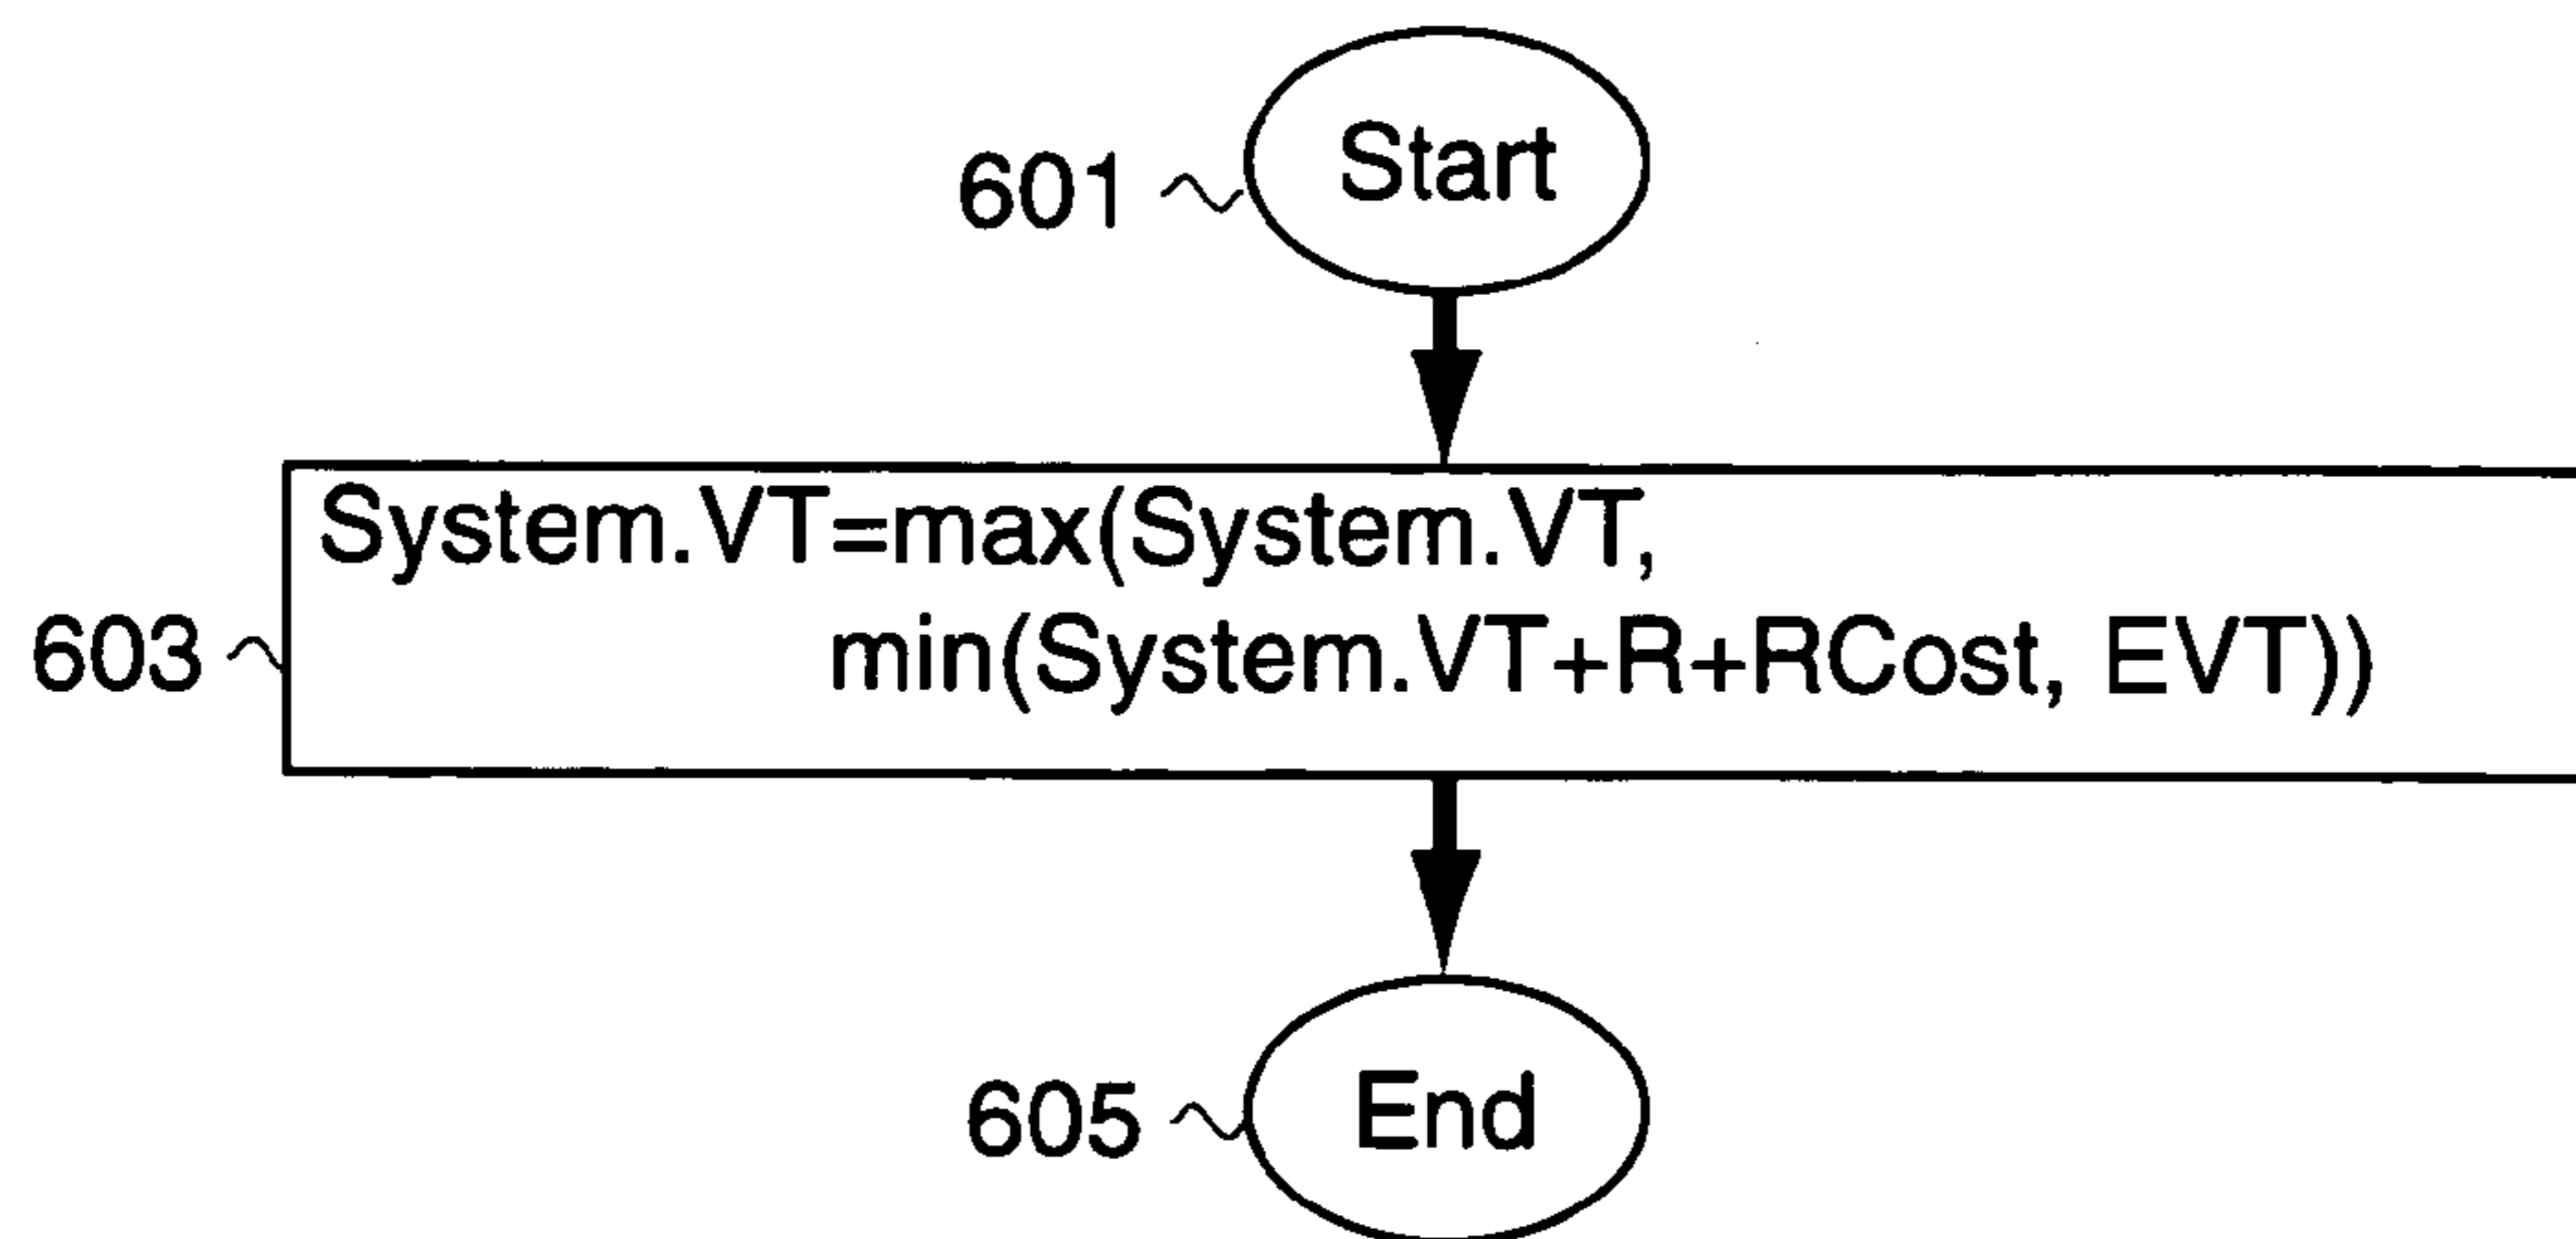 601 Start
System.VT=max(System.VT,
603 min(System.VT+R+RCost, EVT))
605 End